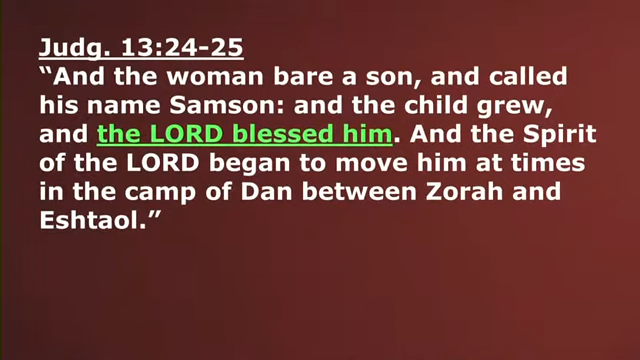 Judg. 13:24-25
“And the woman bare a son, and called
his name Samson: and the child grew,
and the LORD blessed him. And the Spirit
of the LORD began to move him at times
in the camp of Dan between Zorah and
Eshtaol.”